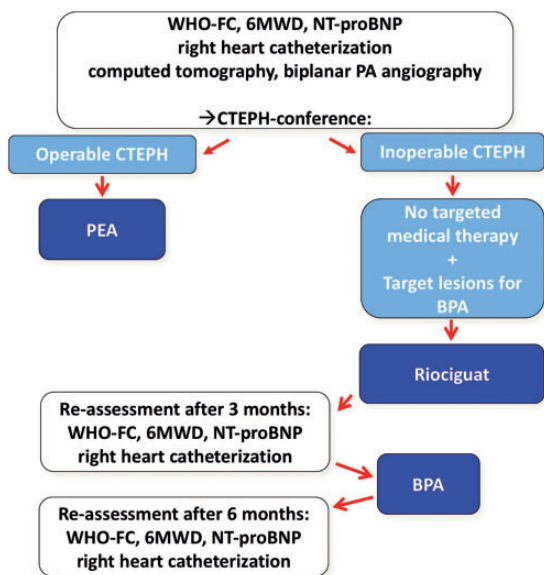 WHO-FC, 6MWD, NT-proBNP
right heart catheterization
computed tomography, biplanar PA angiography
→CTEPH-conference:
Operable CTEPH
Inoperable CTEPH
PEA
No targeted
medical therapy
+
Target lesions for
BPA
Riociguat
Re-assessment after 3 months:
WHO-FC, 6MWD, NT-proBNP
right heart catheterization
BPA
Re-assessment after 6 months:
WHO-FC, 6MWD, NT-proBNP
right heart catheterization